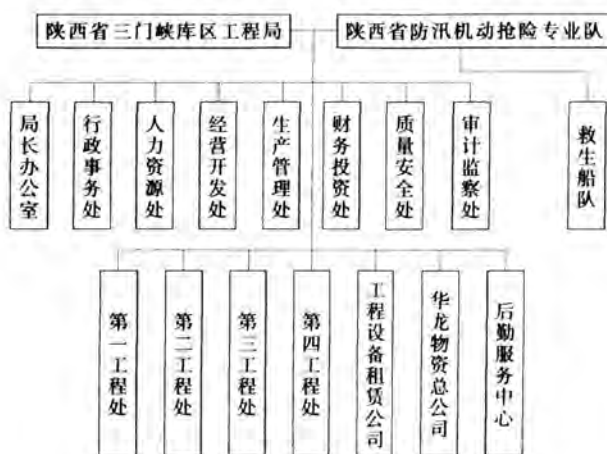 陕西省三门峡库区工程局
陕西省防汛机动抢险专业队
局长办公室
行政事务处
人力资源处
经营开发处
生产管理处
财务投资处
质量安全处
审计监察处
救生船队
第一工程处
第二工程处
第三工程处
第四工程处
工程设备租赁公司
华龙物资总公司
后勤服务中心